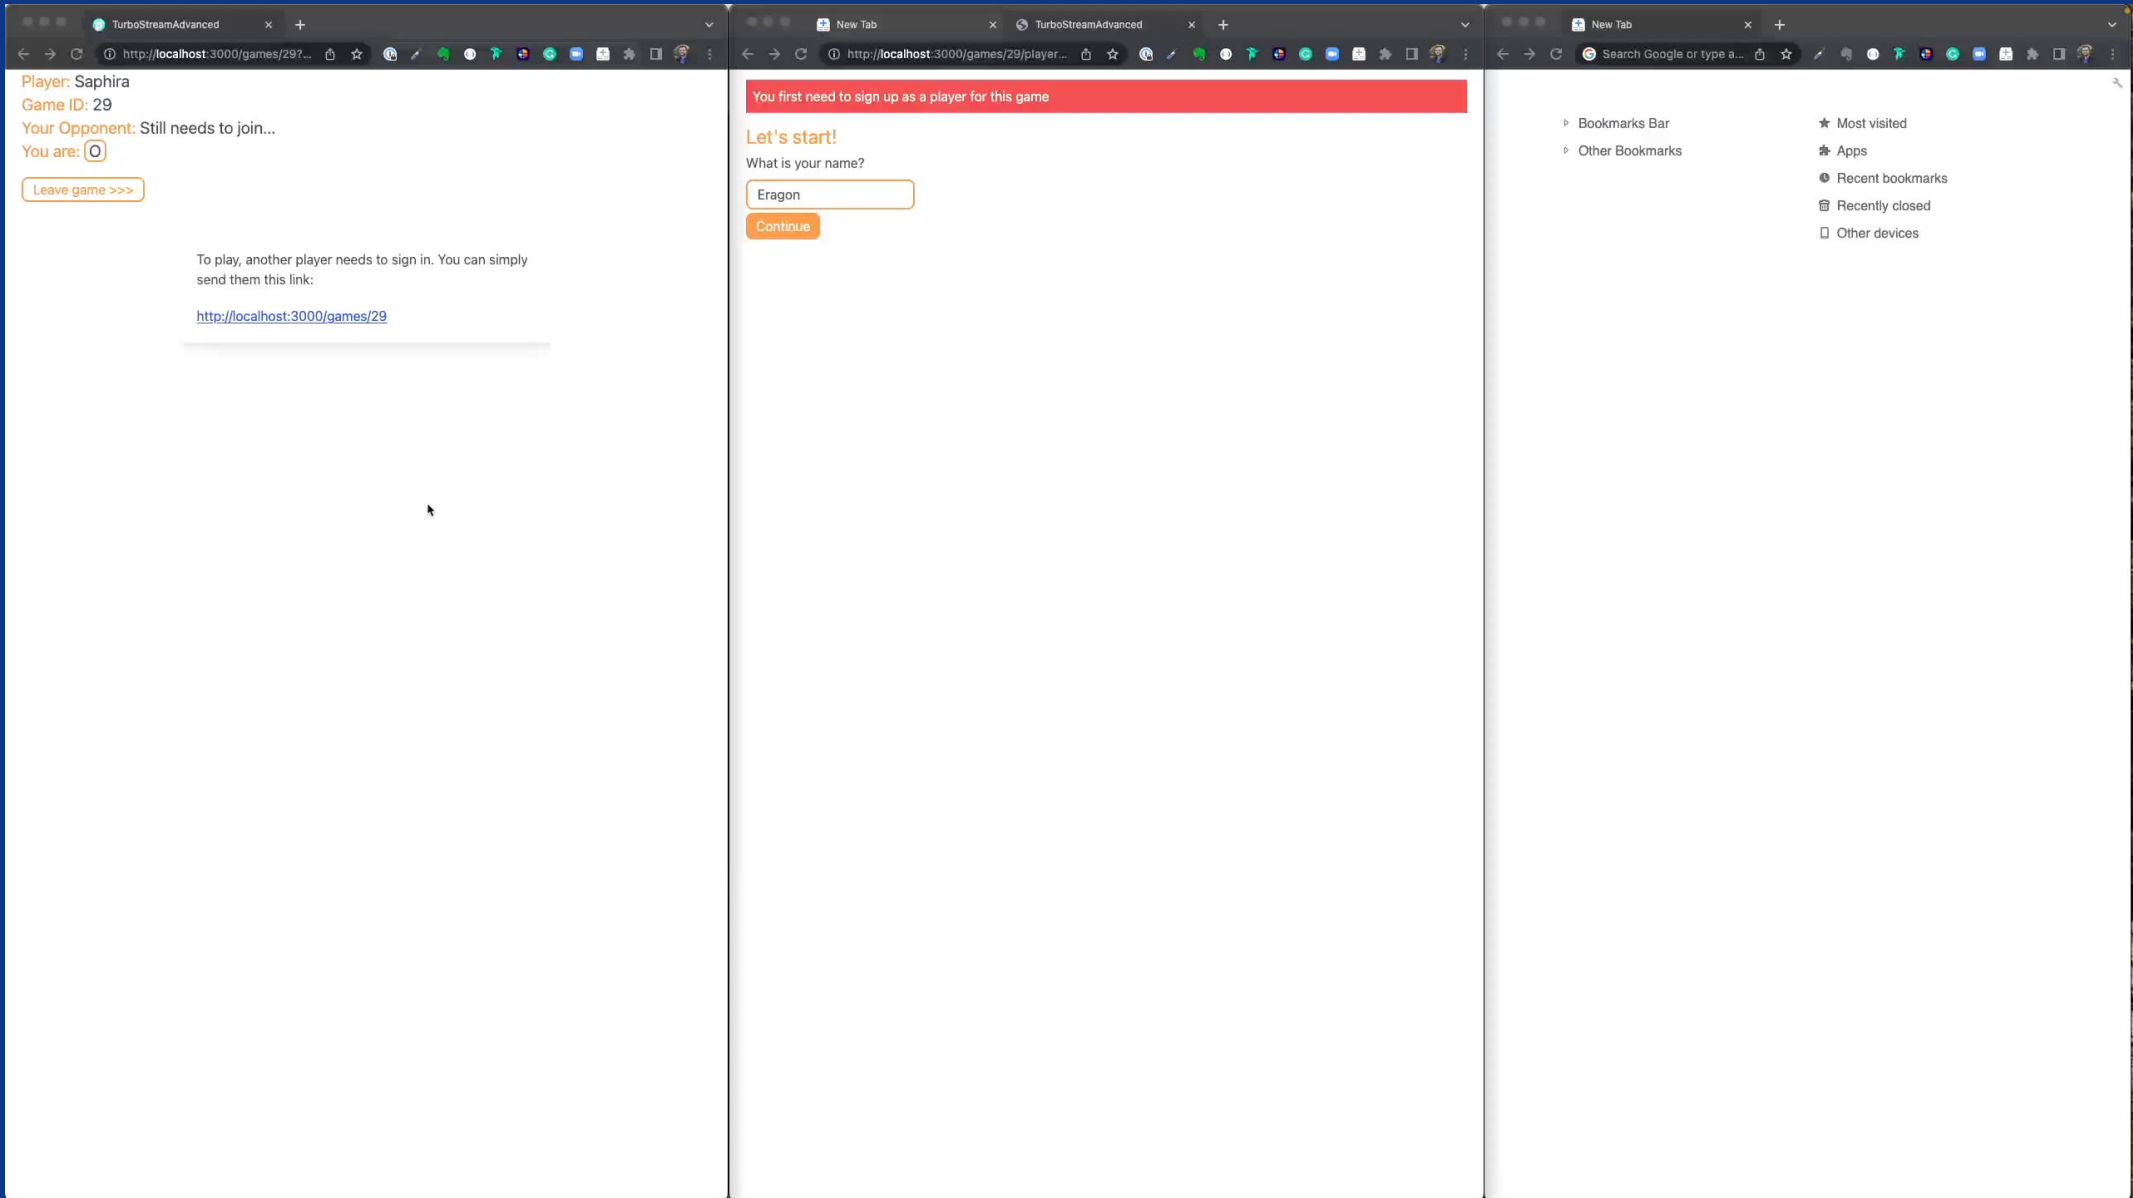 TurboStreamAdvanced
http://localhost:3000/games/29?...
Player: Saphira
Game ID: 29
Your Opponent: Still needs to join...
You are: O
Leave game >>>
To play, another player needs to sign in. You can simply
send them this link:
http://localhost:3000/games/29
New Tab
TurboStreamAdvanced
http://localhost:3000/games/29/player...
You first need to sign up as a player for this game
Let's start!
What is your name?
Eragon
Continue
New Tab
Search Google or type a...
Bookmarks Bar
Other Bookmarks
Most visited
Apps
Recent bookmarks
Recently closed
Other devices